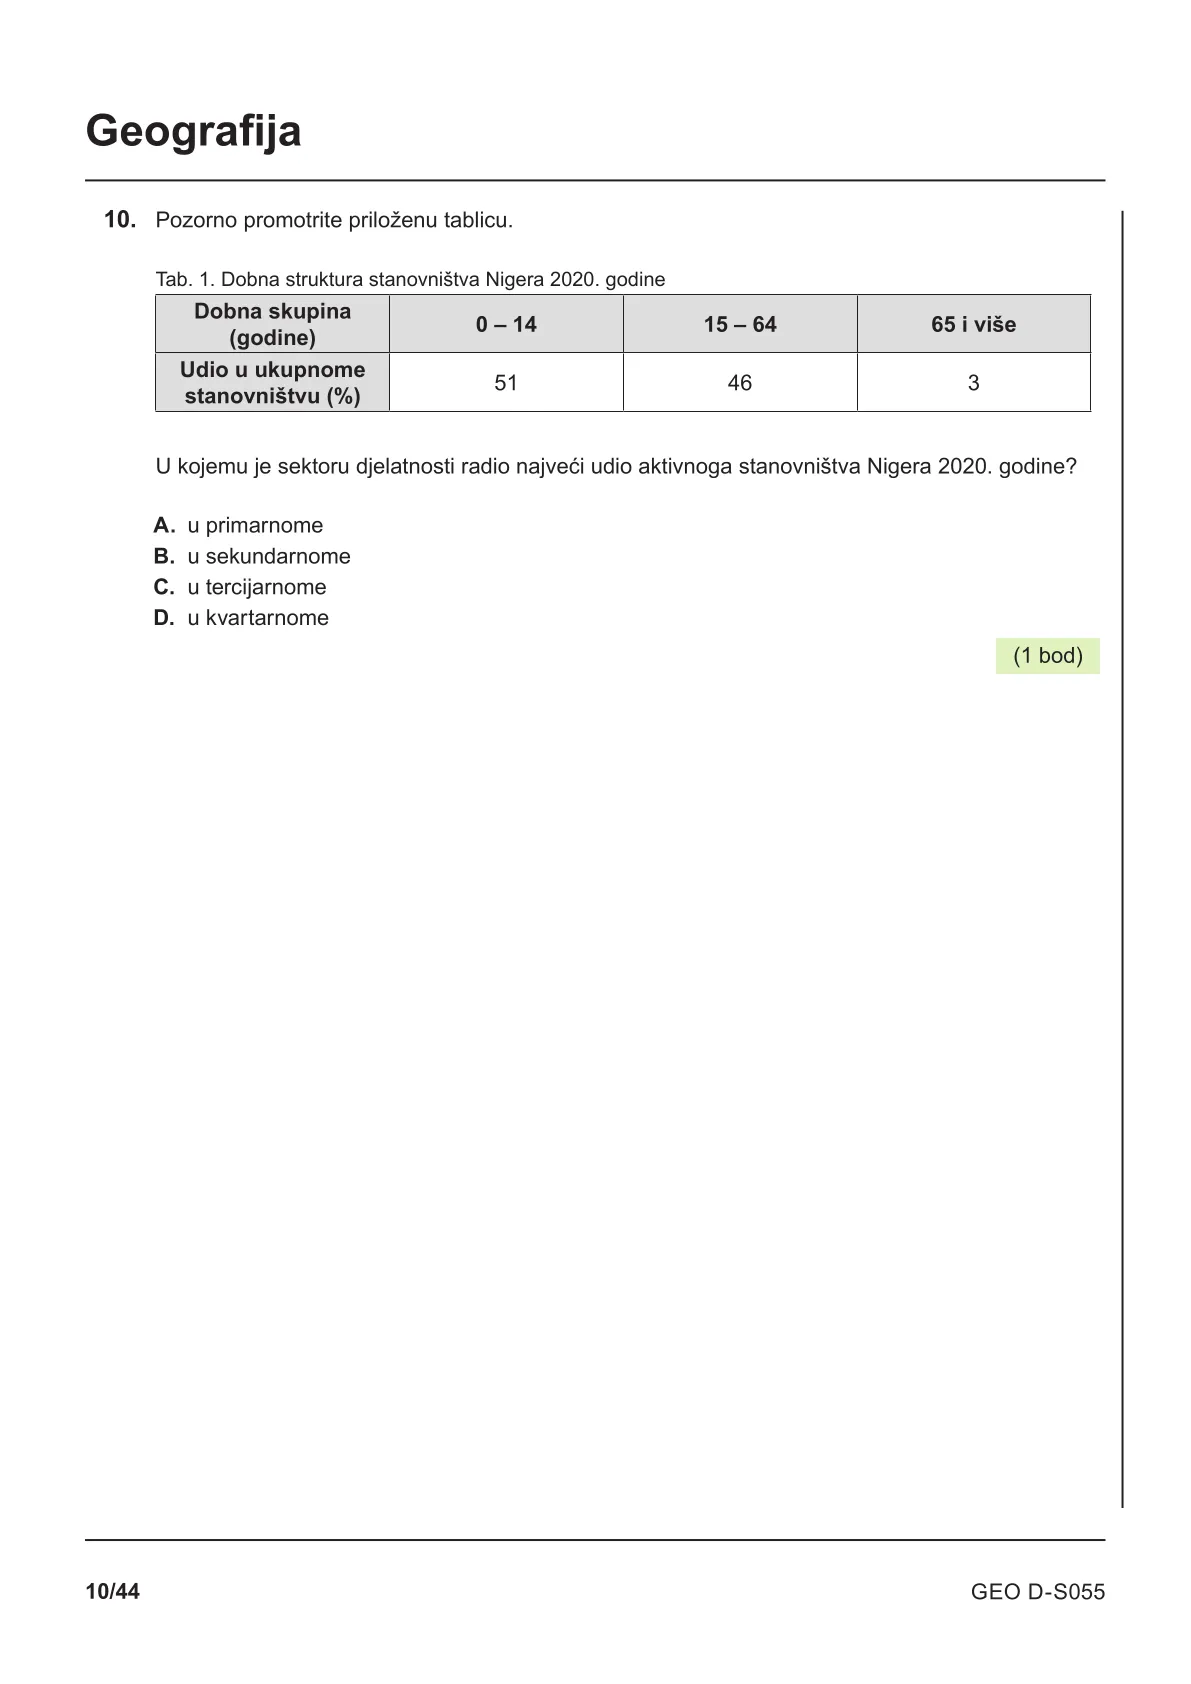 Geografija
10. Pozorno promotrite priloženu tablicu.
Tab. 1. Dobna struktura stanovništva Nigera 2020. godine
Dobna skupina (godine) 0 – 14 15 – 64 65 i više
Udio u ukupnome stanovništvu (%) 51 46 3
U kojemu je sektoru djelatnosti radio najveći udio aktivnoga stanovništva Nigera 2020. godine?
A. u primarnome
B. u sekundarnome
C. u tercijarnome
D. u kvartarnome
(1 bod)
10/44 GEO D-S055